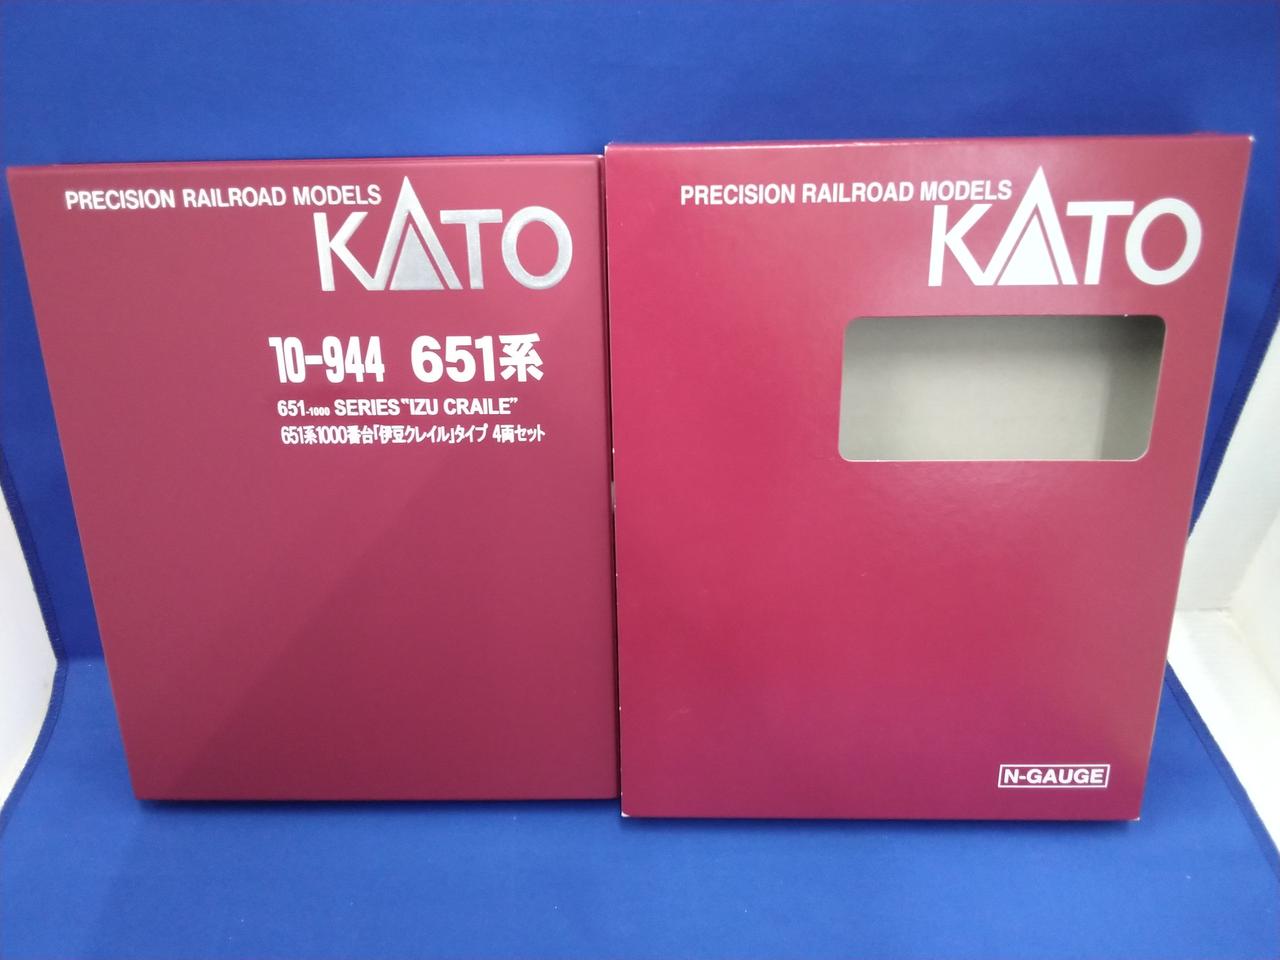 PRECISION RAILROAD MODELS
KATO
10-944 651系
651-1000 SERIES "IZU CRAILE"
651系1000番台「伊豆クレイル」タイプ 4両セット
PRECISION RAILROAD MODELS
KATO
N-GAUGE